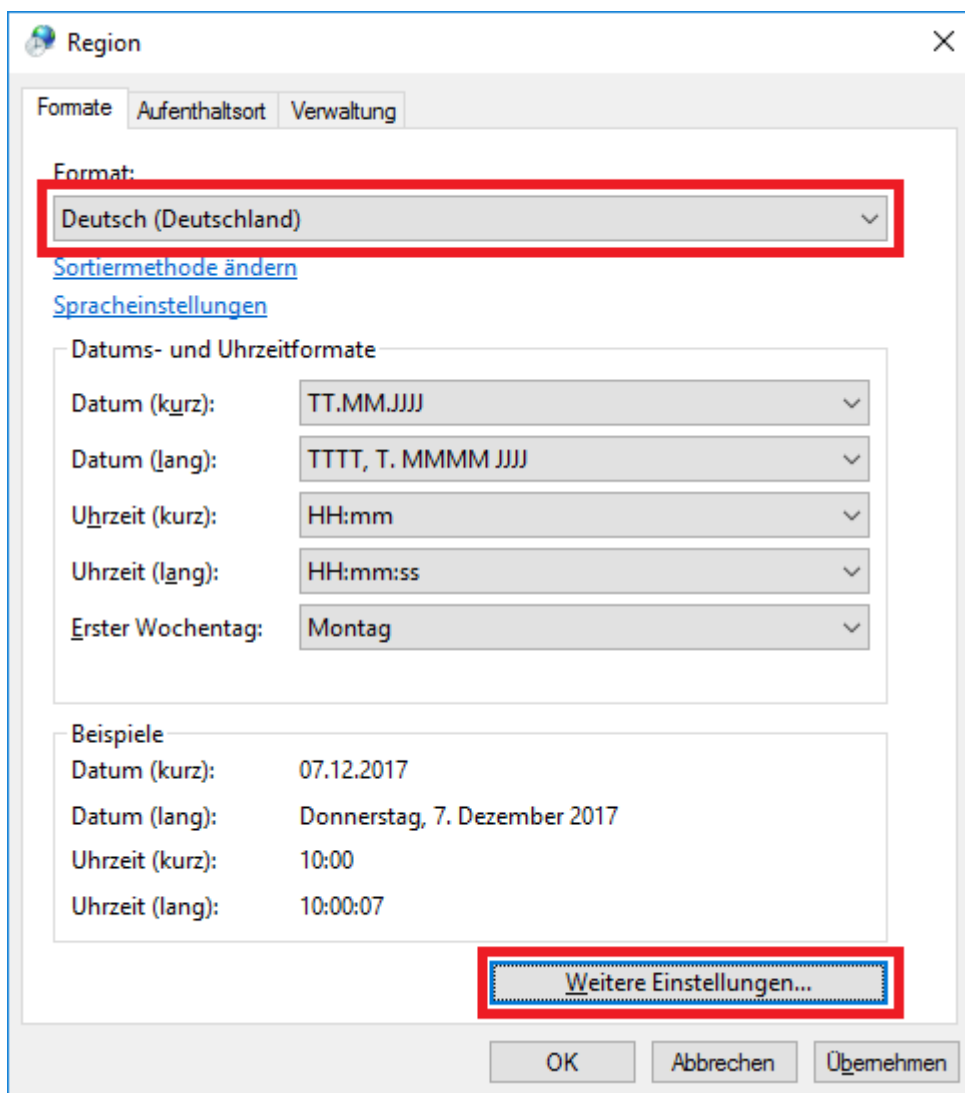 Region
Formate Aufenthaltsort Verwaltung
Format:
Deutsch (Deutschland)
Sortiermethode ändern
Spracheinstellungen
Datums- und Uhrzeitformate
Datum (kurz): TT.MM.JJJJ
Datum (lang): TTTT, T. MMMM JJJJ
Uhrzeit (kurz): HH:mm
Uhrzeit (lang): HH:mm:ss
Erster Wochentag: Montag
Beispiele
Datum (kurz): 07.12.2017
Datum (lang): Donnerstag, 7. Dezember 2017
Uhrzeit (kurz): 10:00
Uhrzeit (lang): 10:00:07
Weitere Einstellungen...
OK Abbrechen Übernehmen